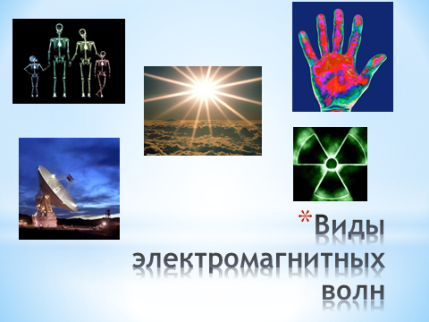 *Виды
электромагнитных
волн